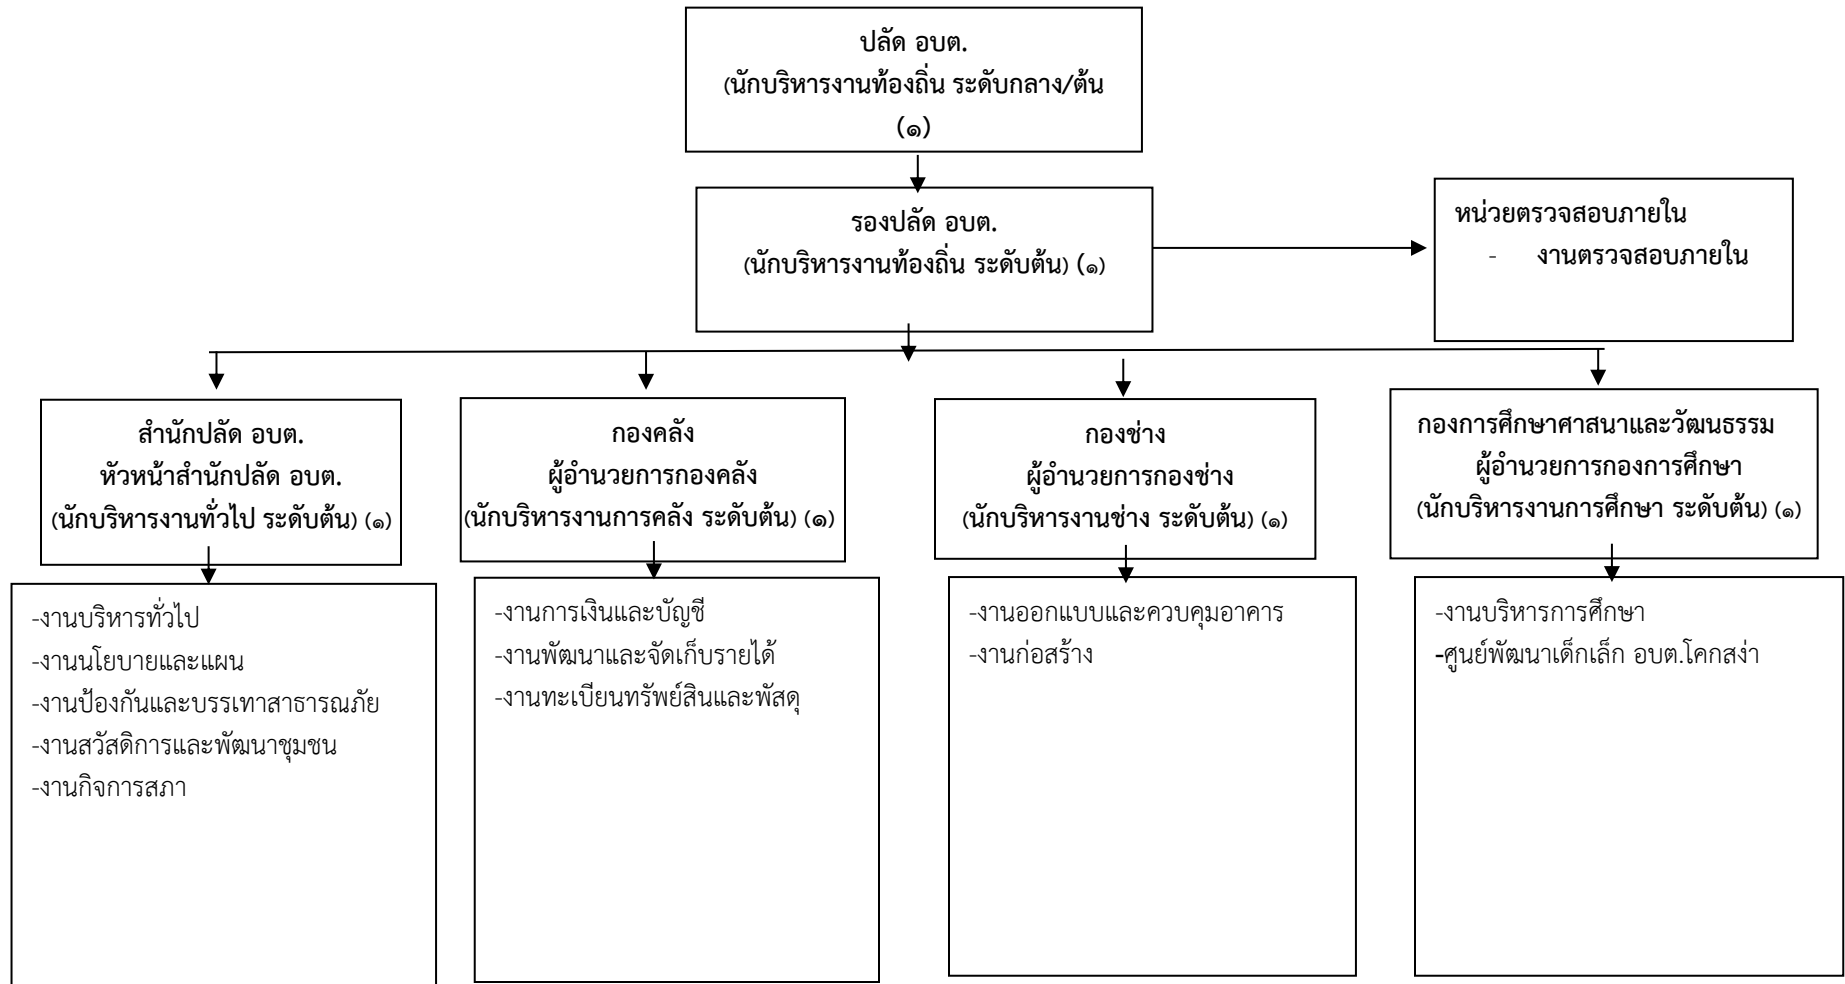 ปลัด อบต.
(นักบริหารงานท้องถิ่น ระดับกลาง/ต้น
(๑)
รองปลัด อบต.
(นักบริหารงานท้องถิ่น ระดับต้น) (๑)
หน่วยตรวจสอบภายใน
- งานตรวจสอบภายใน
สำนักปลัด อบต.
หัวหน้าสำนักปลัด อบต.
(นักบริหารงานทั่วไป ระดับต้น) (๑)
กองคลัง
ผู้อำนวยการกองคลัง
(นักบริหารงานการคลัง ระดับต้น) (๑)
กองช่าง
ผู้อำนวยการกองช่าง
(นักบริหารงานช่าง ระดับต้น) (๑)
กองการศึกษาศาสนาและวัฒนธรรม
ผู้อำนวยการกองการศึกษา
(นักบริหารงานการศึกษา ระดับต้น) (๑)
-งานบริหารทั่วไป
-งานนโยบายและแผน
-งานป้องกันและบรรเทาสาธารณภัย
-งานสวัสดิการและพัฒนาชุมชน
-งานกิจการสภา
-งานการเงินและบัญชี
-งานพัฒนาและจัดเก็บรายได้
-งานทะเบียนทรัพย์สินและพัสดุ
-งานออกแบบและควบคุมอาคาร
-งานก่อสร้าง
-งานบริหารการศึกษา
-ศูนย์พัฒนาเด็กเล็ก อบต.โคกสง่า